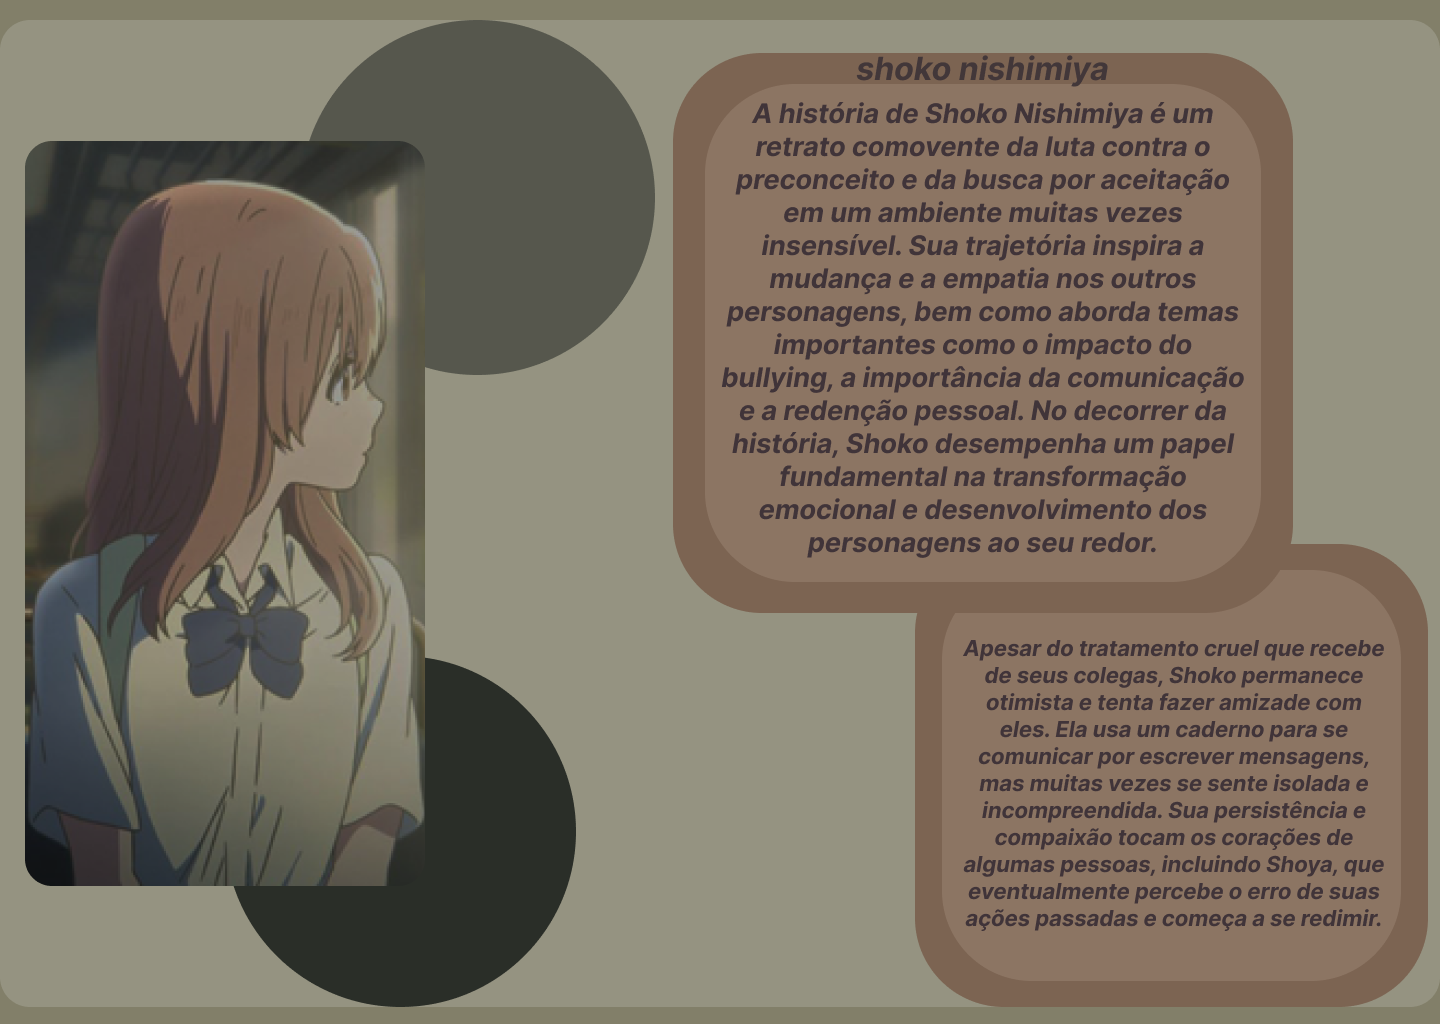 shoko nishimiya
A história de Shoko Nishimiya é um
retrato comovente da luta contra o
preconceito e da busca por aceitação
em um ambiente muitas vezes
insensível. Sua trajetória inspira a
mudança e a empatia nos outros
personagens, bem como aborda temas
importantes como o impacto do
bullying, a importância da comunicação
e a redenção pessoal. No decorrer da
história, Shoko desempenha um papel
fundamental na transformação
emocional e desenvolvimento dos
personagens ao seu redor.
Apesar do tratamento cruel que recebe
de seus colegas, Shoko permanece
otimista e tenta fazer amizade com
eles. Ela usa um caderno para se
comunicar por escrever mensagens,
mas muitas vezes se sente isolada e
incompreendida. Sua persistência e
compaixão tocam os corações de
algumas pessoas, incluindo Shoya, que
eventualmente percebe o erro de suas
ações passadas e começa a se redimir.